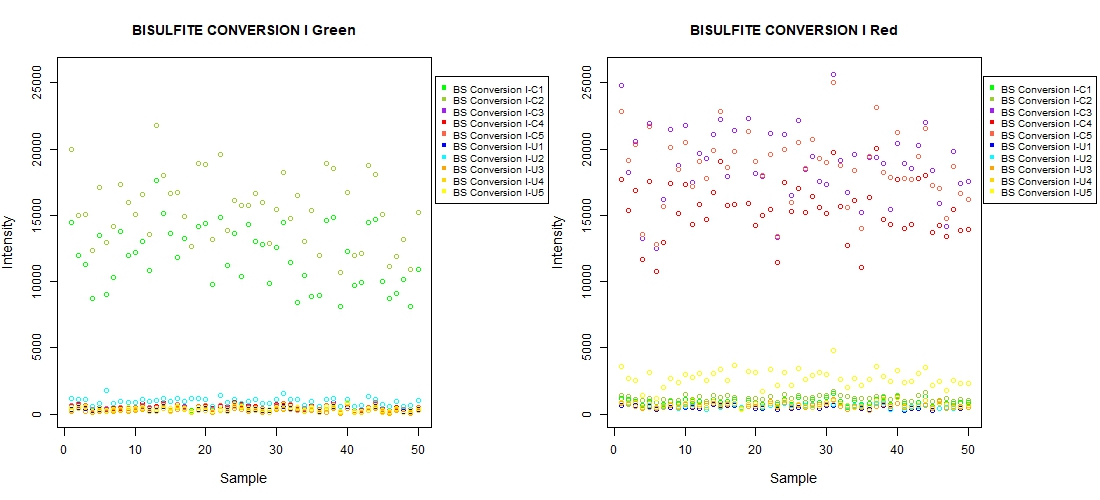 BISULFITE CONVERSION I Green
Intensity
25000
20000
15000
10000
5000
0
0 10 20 30 40 50
Sample
BS Conversion I-C1
BS Conversion I-C2
BS Conversion I-C3
BS Conversion I-C4
BS Conversion I-C5
BS Conversion I-U1
BS Conversion I-U2
BS Conversion I-U3
BS Conversion I-U4
BS Conversion I-U5
BISULFITE CONVERSION I Red
Intensity
25000
20000
15000
10000
5000
0
0 10 20 30 40 50
Sample
BS Conversion I-C1
BS Conversion I-C2
BS Conversion I-C3
BS Conversion I-C4
BS Conversion I-C5
BS Conversion I-U1
BS Conversion I-U2
BS Conversion I-U3
BS Conversion I-U4
BS Conversion I-U5